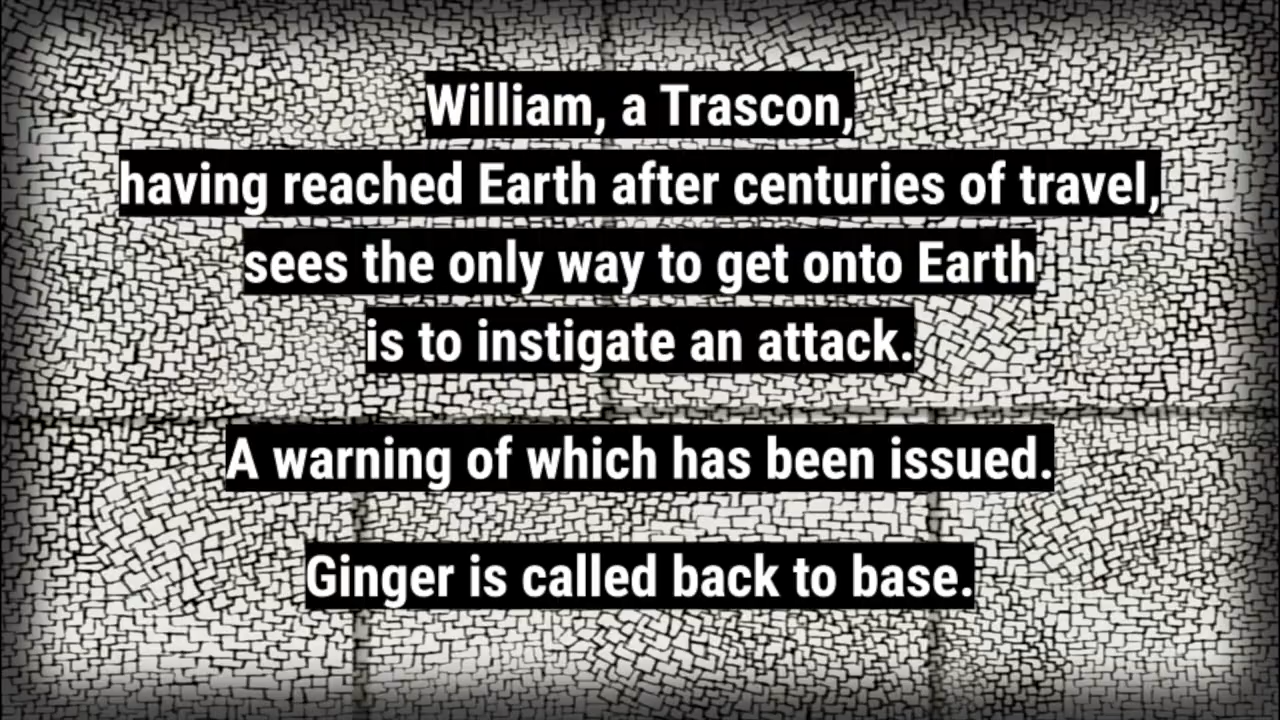 William, a Trascon,
having reached Earth after centuries of travel,
sees the only way to get onto Earth
is to instigate an attack.
A warning of which has been issued.
Ginger is called back to base.